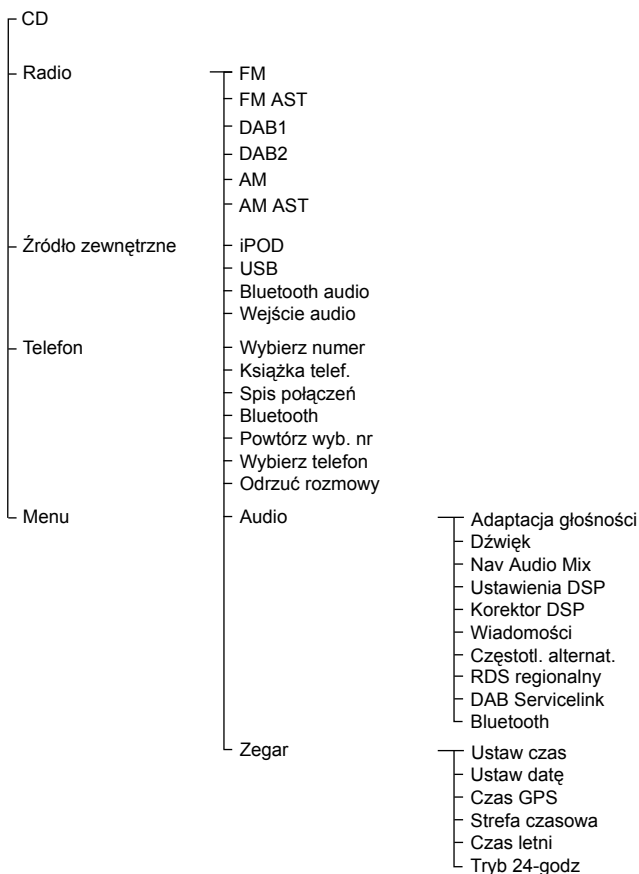 CD
Radio
FM
FM AST
DAB1
DAB2
AM
AM AST
Źródło zewnętrzne
iPOD
USB
Bluetooth audio
Wejście audio
Telefon
Wybierz numer
Książka telef.
Spis połączeń
Bluetooth
Powtórz wyb. nr
Wybierz telefon
Odrzuć rozmowy
Menu
Audio
Adaptacja głośności
Dźwięk
Nav Audio Mix
Ustawienia DSP
Korektor DSP
Wiadomości
Częstotl. alternat.
RDS regionalny
DAB Servicelink
Bluetooth
Zegar
Ustaw czas
Ustaw datę
Czas GPS
Strefa czasowa
Czas letni
Tryb 24-godz